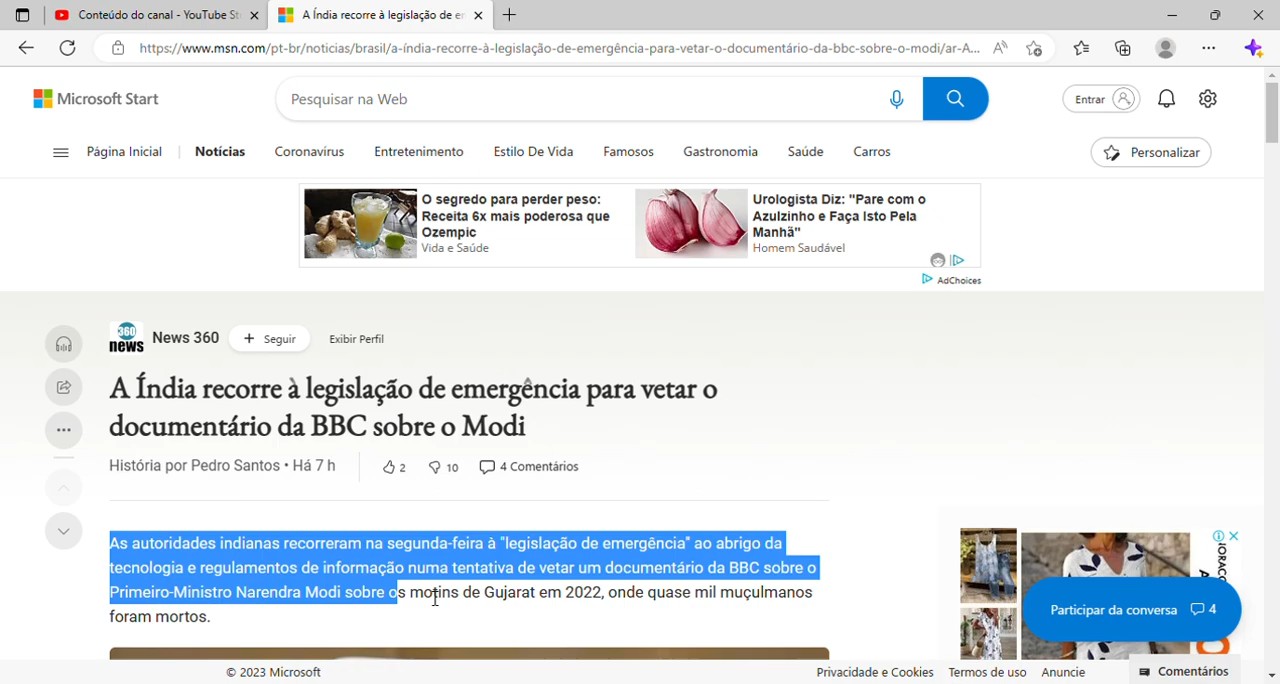 Conteúdo do canal - YouTube St
A Índia recorre à legislação de er
https://www.msn.com/pt-br/noticias/brasil/a-índia-recorre-à-legislação-de-emergência-para-vetar-o-documentário-da-bbc-sobre-o-modi/ar-A...
Microsoft Start
Pesquisar na Web
Entrar
Página Inicial
Notícias
Coronavírus
Entretenimento
Estilo De Vida
Famosos
Gastronomia
Saúde
Carros
Personalizar
O segredo para perder peso:
Receita 6x mais poderosa que
Ozempic
Vida e Saúde
Urologista Diz: "Pare com o
Azulzinho e Faça Isto Pela
Manhã"
Homem Saudável
AdChoices
360
news
News 360
+ Seguir
Exibir Perfil
A Índia recorre à legislação de emergência para vetar o
documentário da BBC sobre o Modi
História por Pedro Santos • Há 7 h
2
10
4 Comentários
As autoridades indianas recorreram na segunda-feira à "legislação de emergência" ao abrigo da
tecnologia e regulamentos de informação numa tentativa de vetar um documentário da BBC sobre o
Primeiro-Ministro Narendra Modi sobre os motins de Gujarat em 2022, onde quase mil muçulmanos
foram mortos.
Participar da conversa 4
© 2023 Microsoft
Privacidade e Cookies
Termos de uso
Anuncie
Comentários